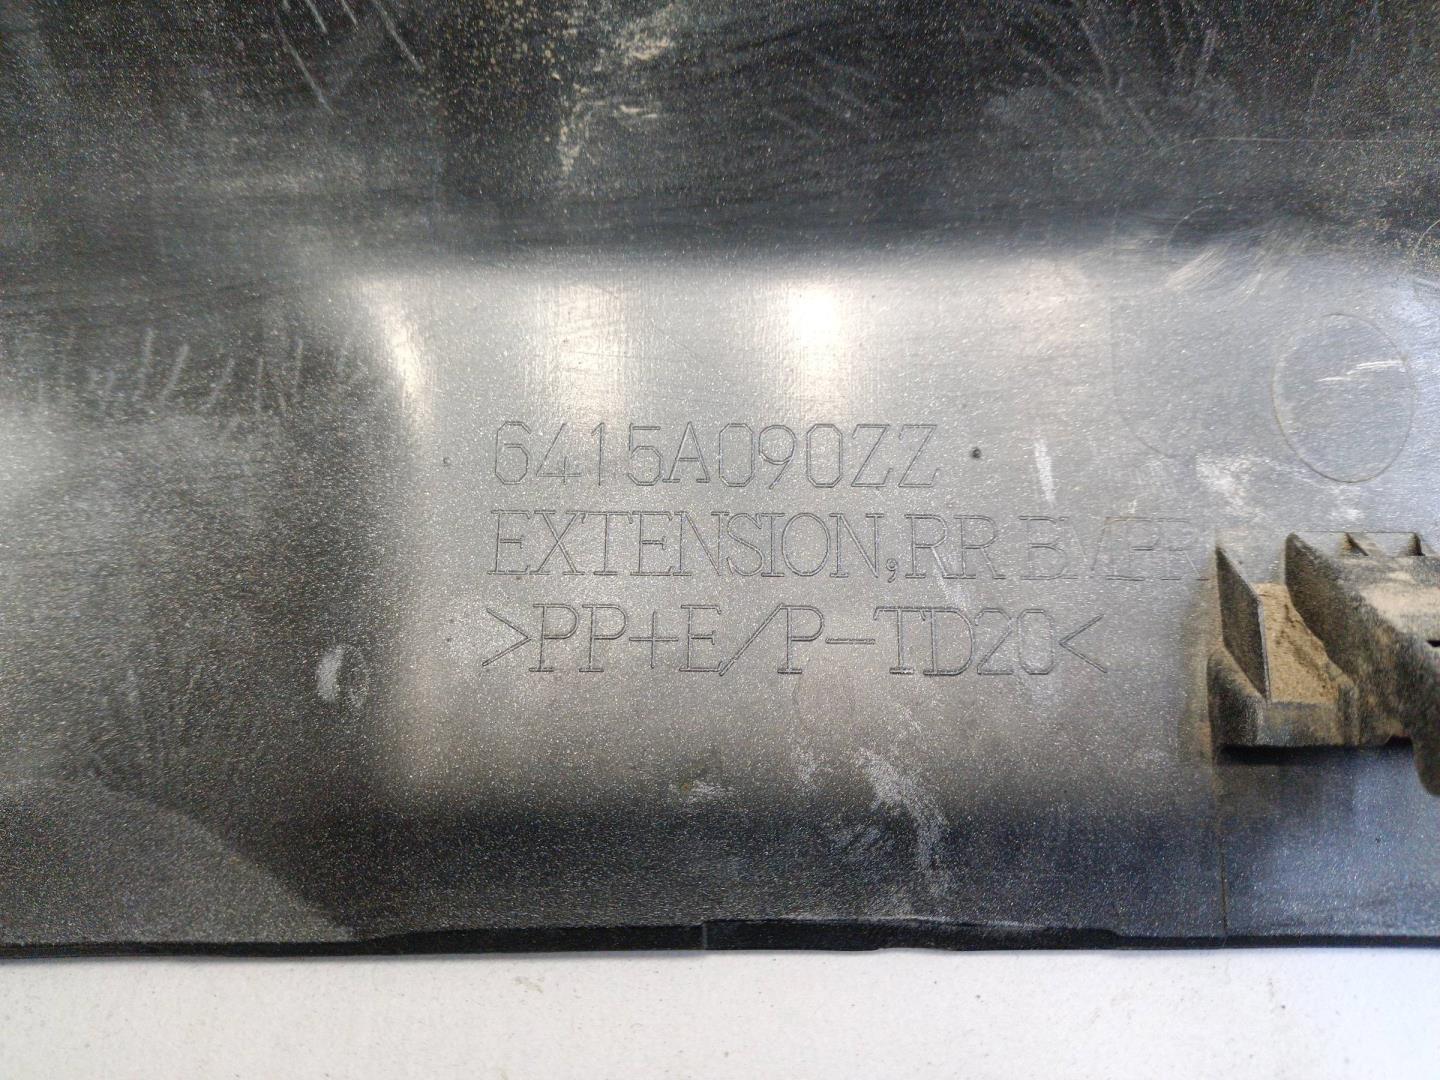 6415A090ZZ
EXTENSION,RR BMPR
>PP+E/P-TD20<